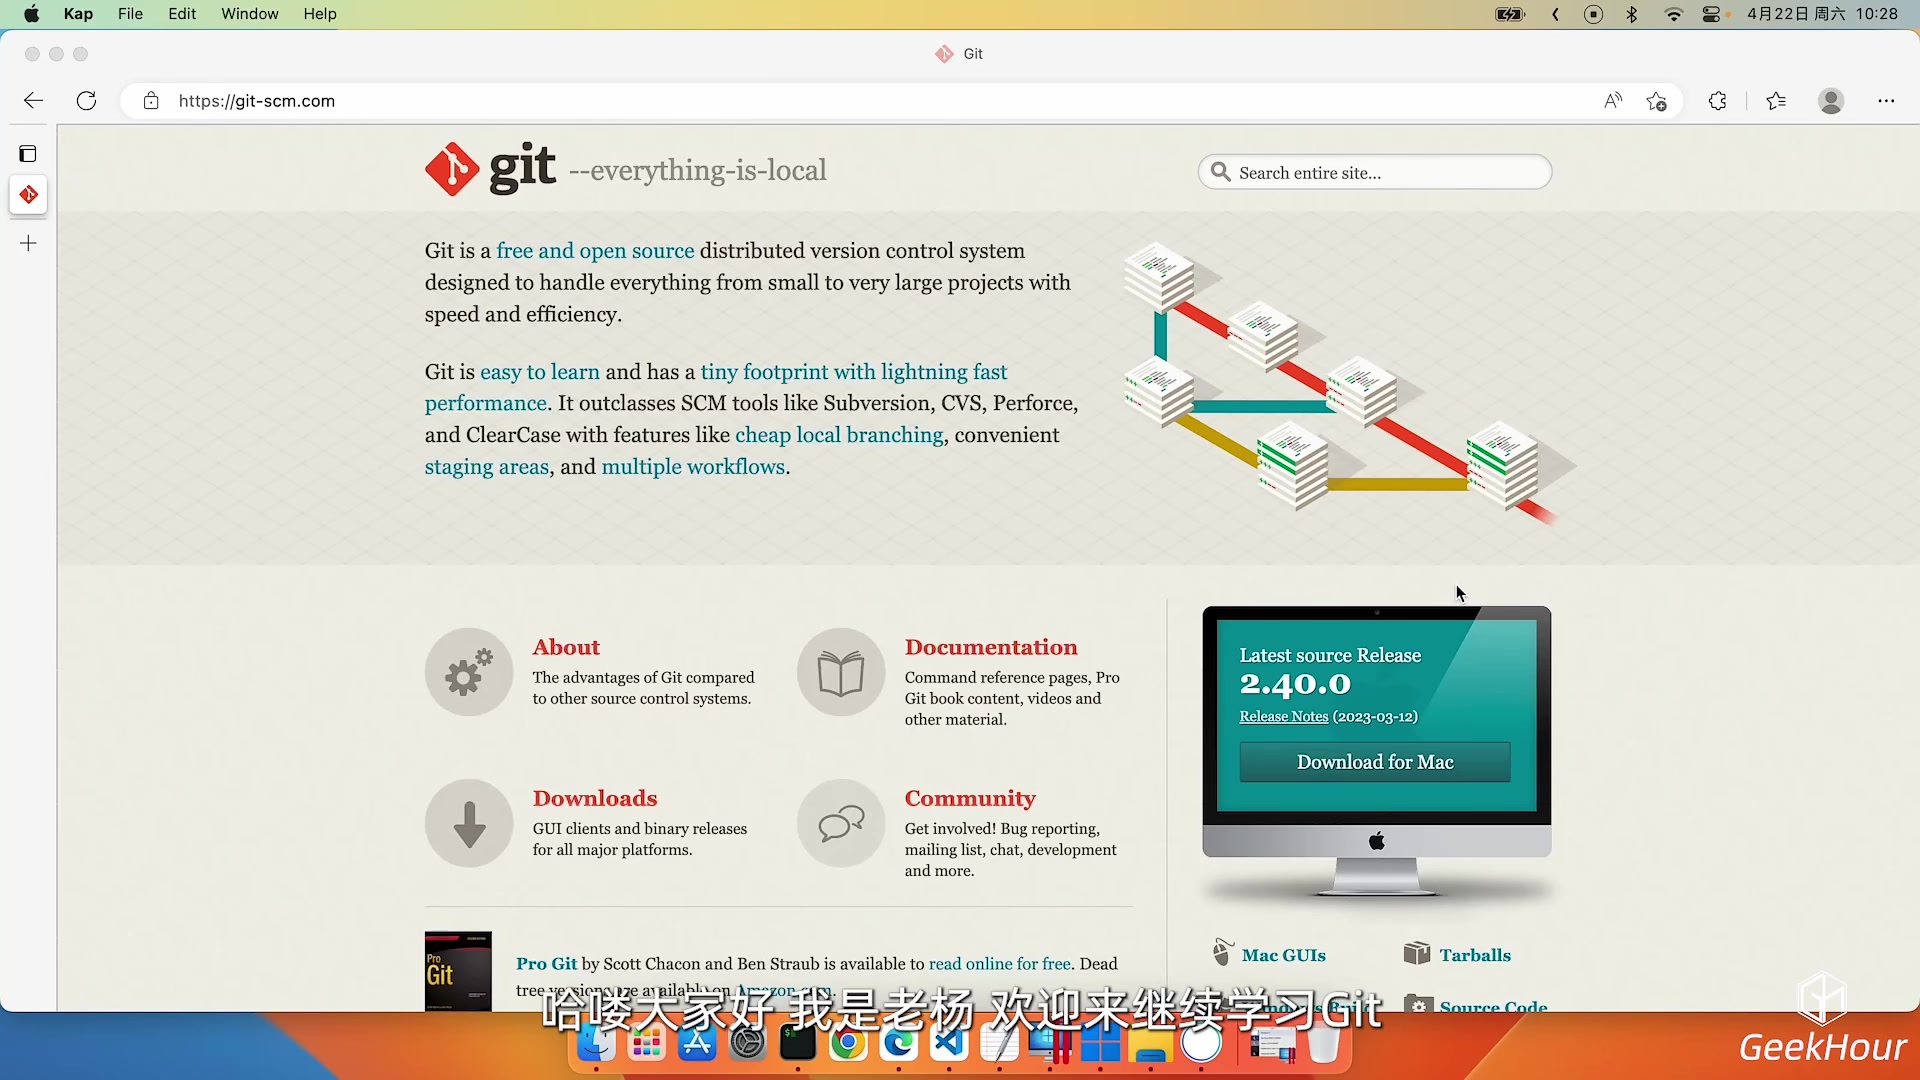 Kap File Edit Window Help
4月22日 周六 10:28
Git
https://git-scm.com
git --everything-is-local
Search entire site...
Git is a free and open source distributed version control system
designed to handle everything from small to very large projects with
speed and efficiency.
Git is easy to learn and has a tiny footprint with lightning fast
performance. It outclasses SCM tools like Subversion, CVS, Perforce,
and ClearCase with features like cheap local branching, convenient
staging areas, and multiple workflows.
About
The advantages of Git compared
to other source control systems.
Documentation
Command reference pages, Pro
Git book content, videos and
other material.
Downloads
GUI clients and binary releases
for all major platforms.
Community
Get involved! Bug reporting,
mailing list, chat, development
and more.
Latest source Release
2.40.0
Release Notes (2023-03-12)
Download for Mac
Mac GUIs
Tarballs
Source Code
Pro
Git
Pro Git by Scott Chacon and Ben Straub is available to read online for free. Dead
tree versions are available on Amazon.com.
哈喽大家好 我是老杨 欢迎来继续学习Git
GeekHour